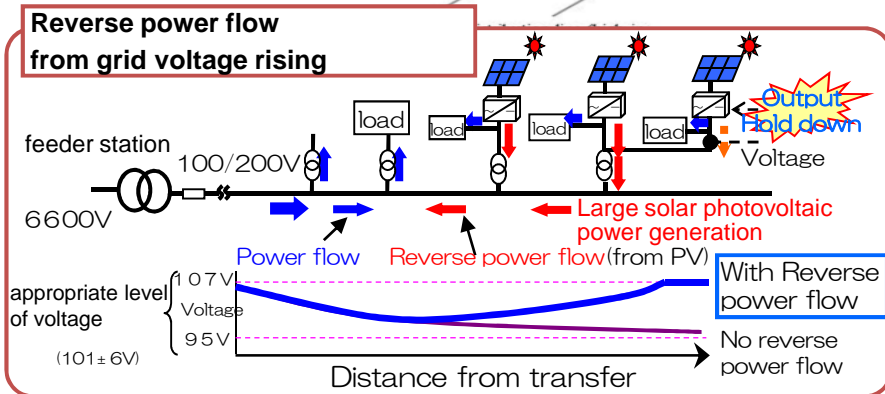 Reverse power flow
from grid voltage rising
load
load
load
load
Output
Hold down
feeder station
100/200V
Voltage
6600V
Large solar photovoltaic
power generation
Power flow
Reverse power flow(from PV)
107V
With Reverse
power flow
appropriate level
of voltage
Voltage
95V
(101±6V)
No reverse
power flow
Distance from transfer